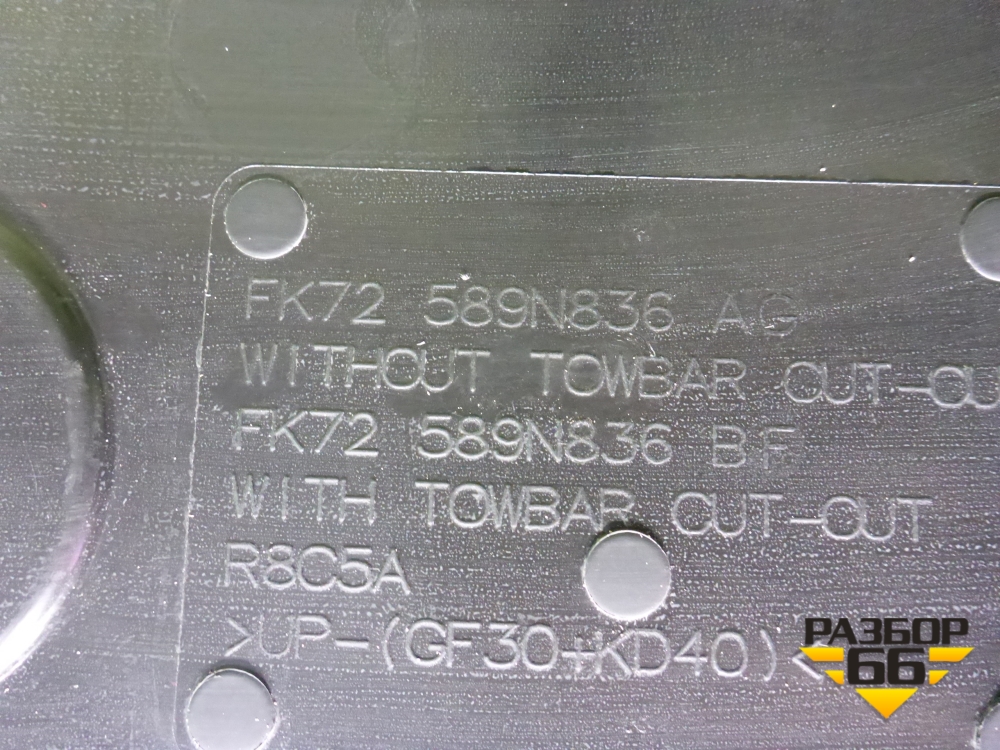 FK72 589N836 AG
WITHOUT TOWBAR CUT-OU
FK72 589N836 BF
WITH TOWBAR CUT-OUT
R8C5A
>UP-(GF30+KD40)<
РАЗБОР
66